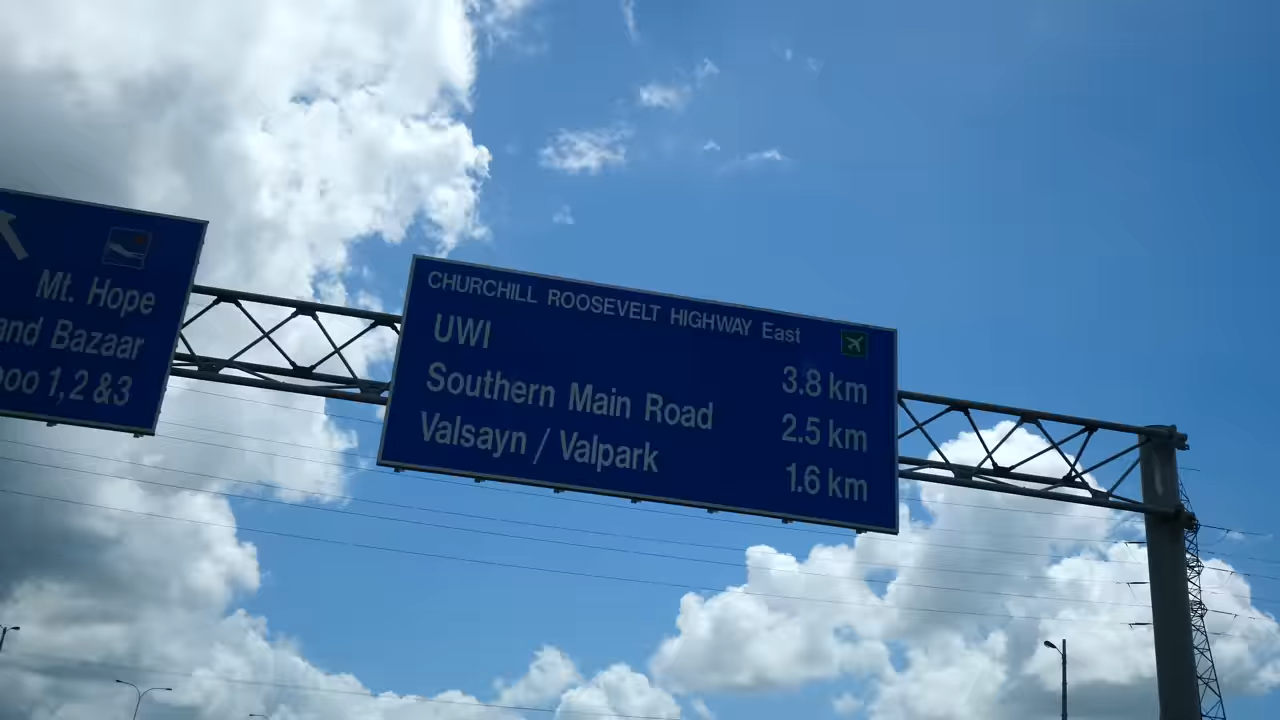 Mt. Hope
and Bazaar
1,2 &3
CHURCHILL ROOSEVELT HIGHWAY East
UWI 3.8 km
Southern Main Road 2.5 km
Valsayn / Valpark 1.6 km